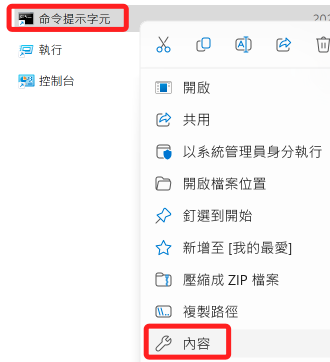 命令提示字元
202
執行
控制台
開啟
共用
以系統管理員身分執行
開啟檔案位置
釘選到開始
新增至 [我的最愛]
壓縮成 ZIP 檔案
複製路徑
內容